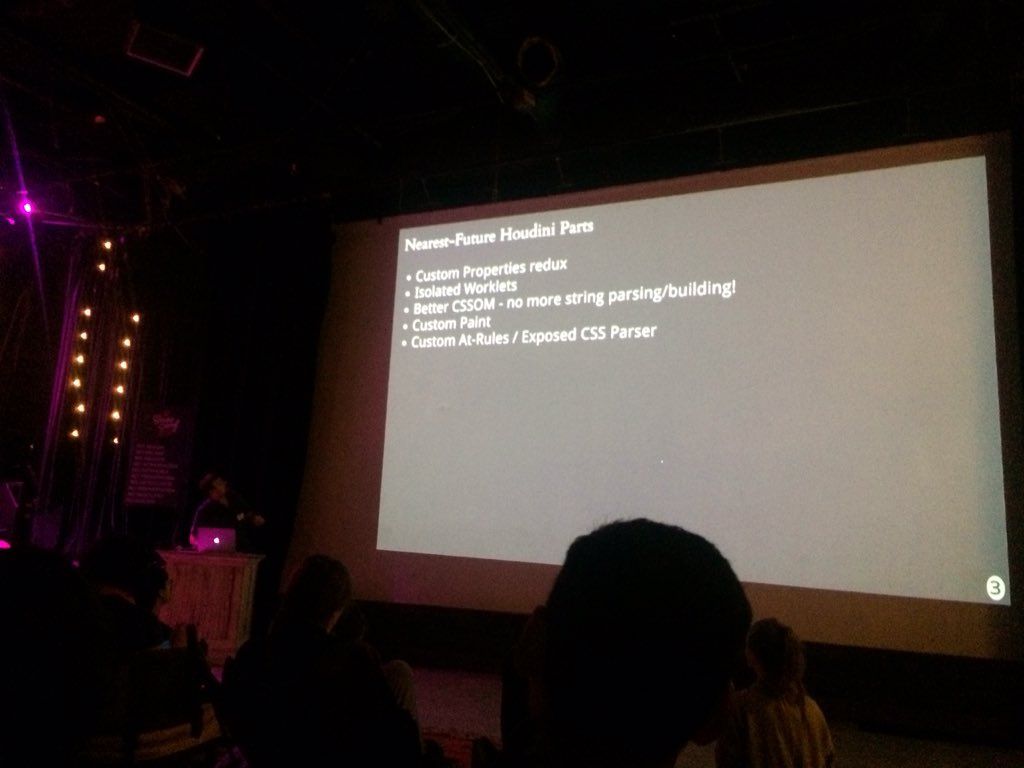 Nearest-Future Houdini Parts
• Custom Properties redux
• Isolated Worklets
• Better CSSOM - no more string parsing/building!
• Custom Paint
• Custom At-Rules / Exposed CSS Parser
3